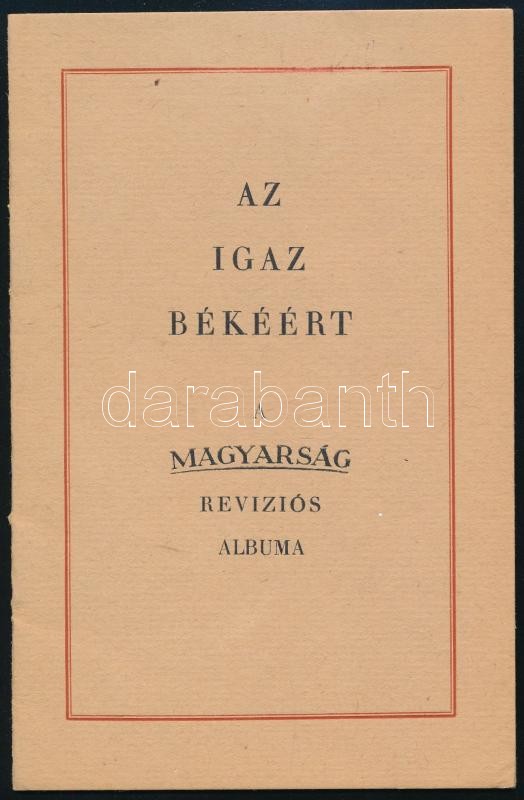 AZ
IGAZ
BÉKÉÉRT
darabanth
A
MAGYARSÁG
REVIZIÓS
ALBUMA